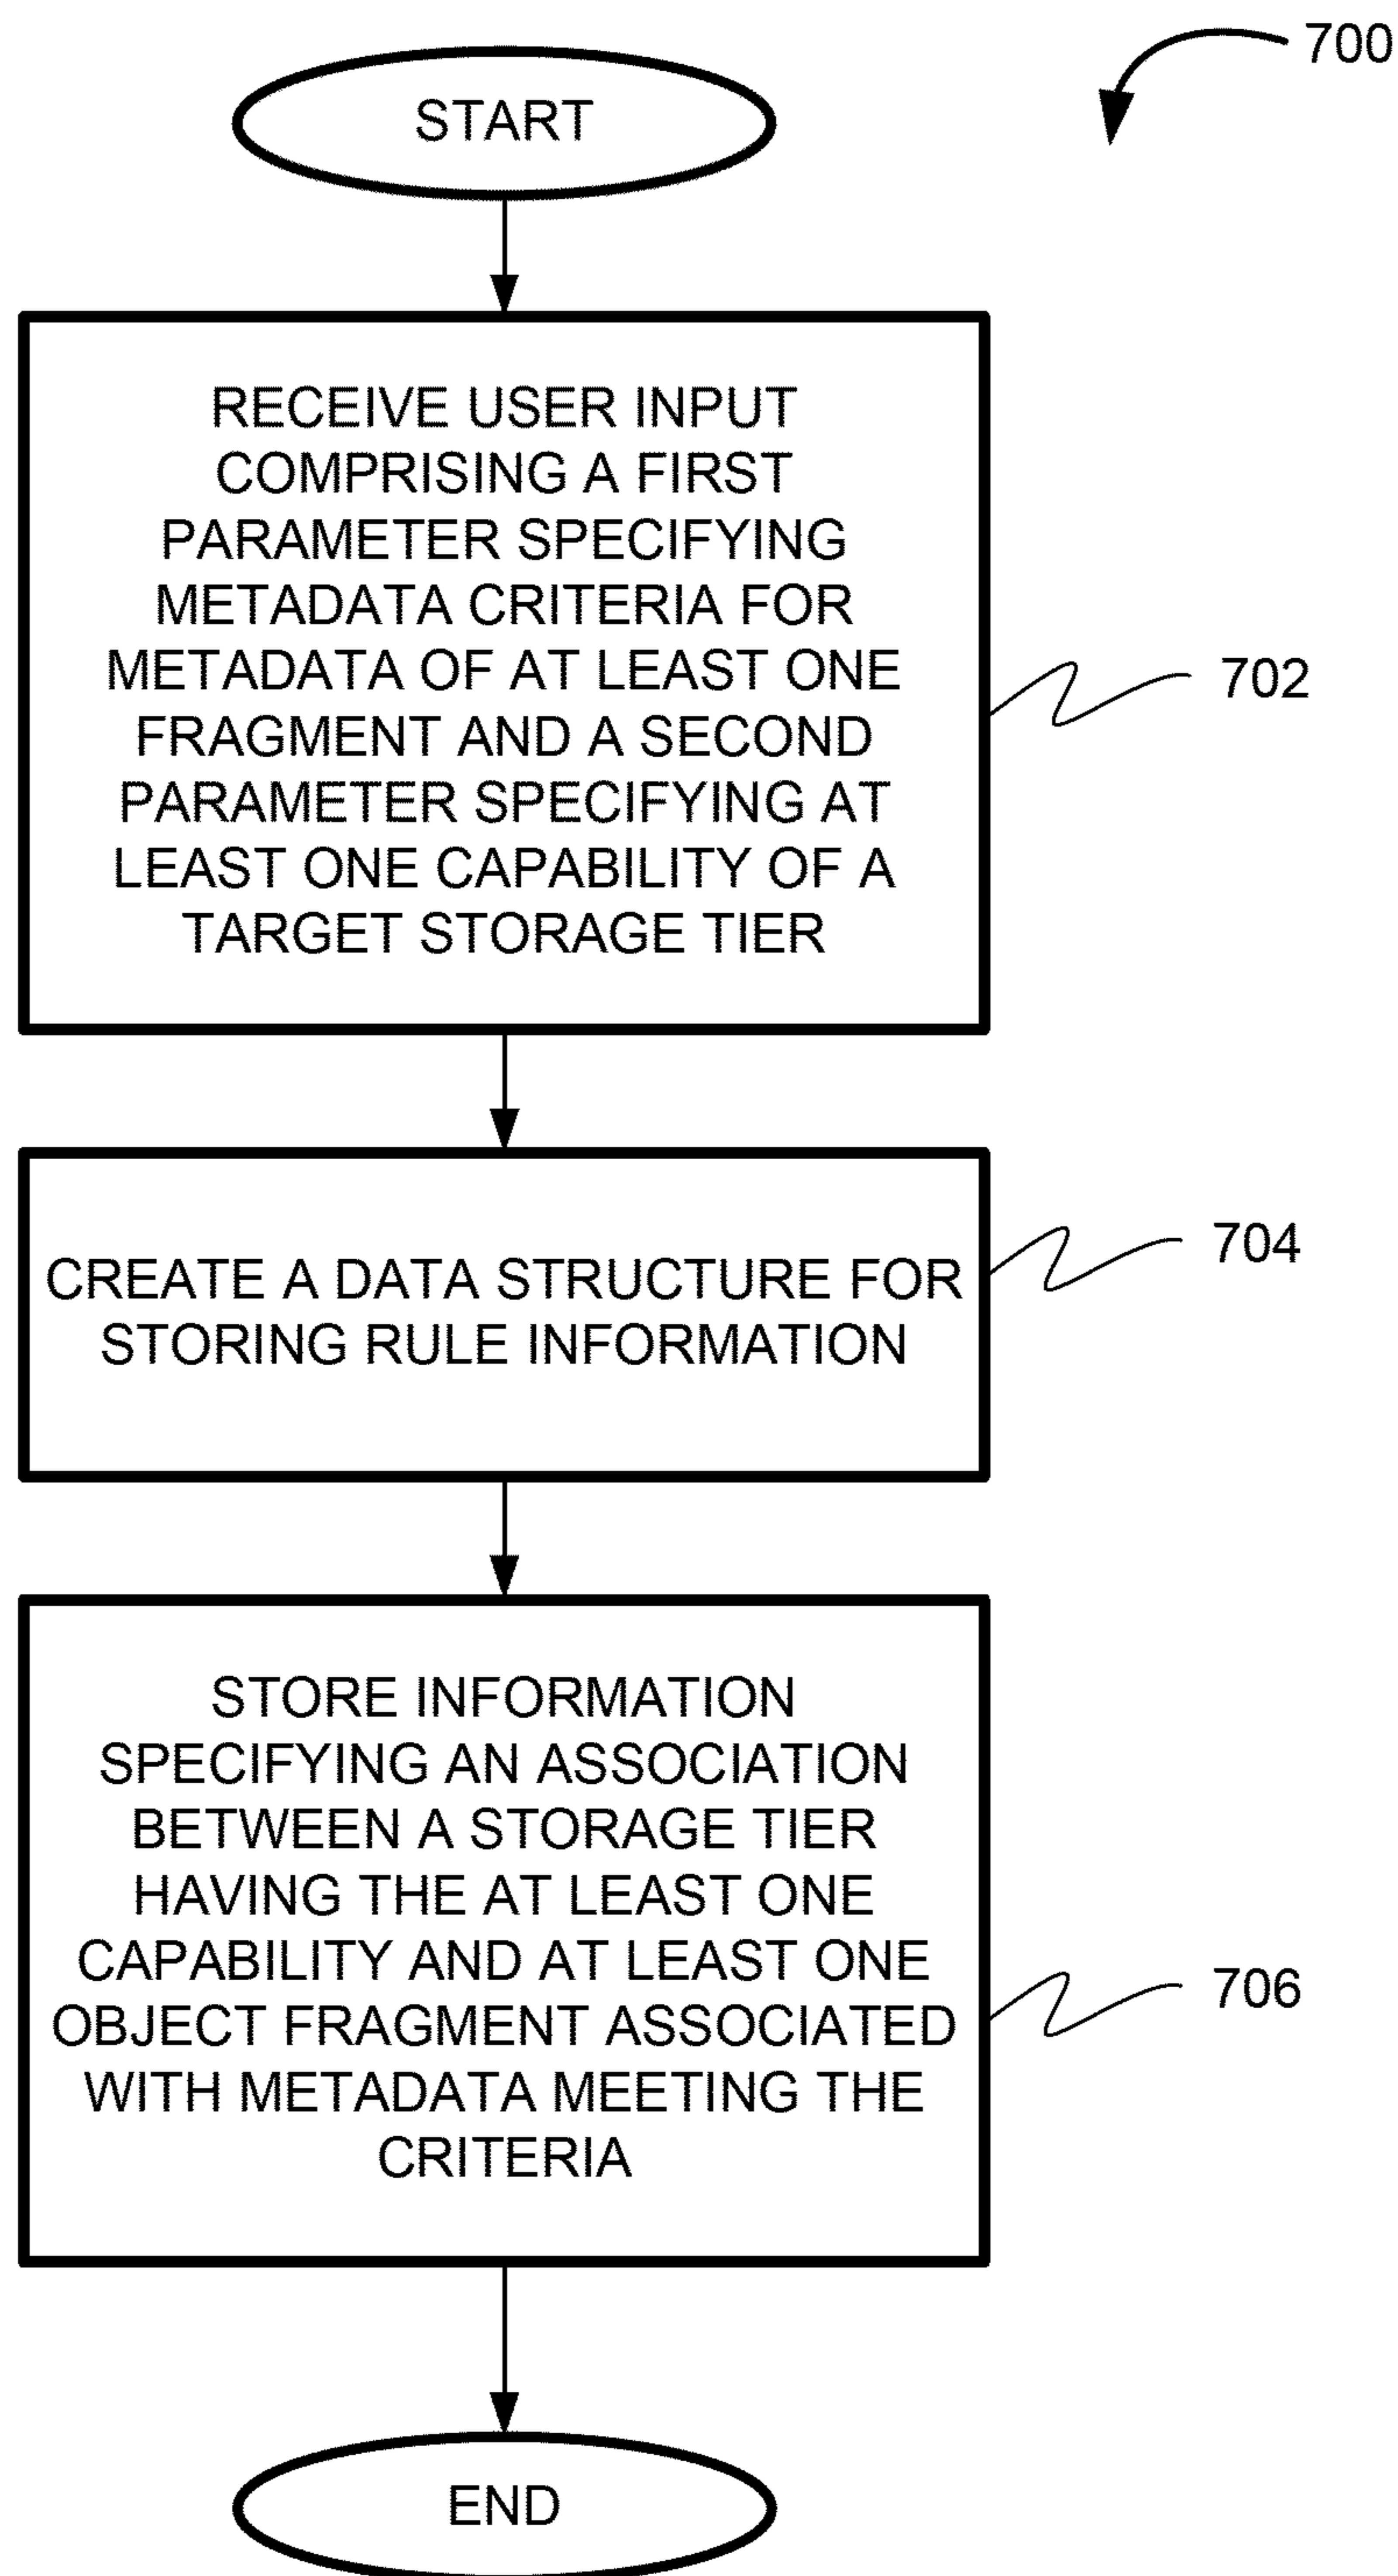 700
START
RECEIVE USER INPUT
COMPRISING A FIRST
PARAMETER SPECIFYING
METADATA CRITERIA FOR
METADATA OF AT LEAST ONE
FRAGMENT AND A SECOND
PARAMETER SPECIFYING AT
LEAST ONE CAPABILITY OF A
TARGET STORAGE TIER
702
CREATE A DATA STRUCTURE FOR
STORING RULE INFORMATION
704
STORE INFORMATION
SPECIFYING AN ASSOCIATION
BETWEEN A STORAGE TIER
HAVING THE AT LEAST ONE
CAPABILITY AND AT LEAST ONE
OBJECT FRAGMENT ASSOCIATED
WITH METADATA MEETING THE
CRITERIA
706
END